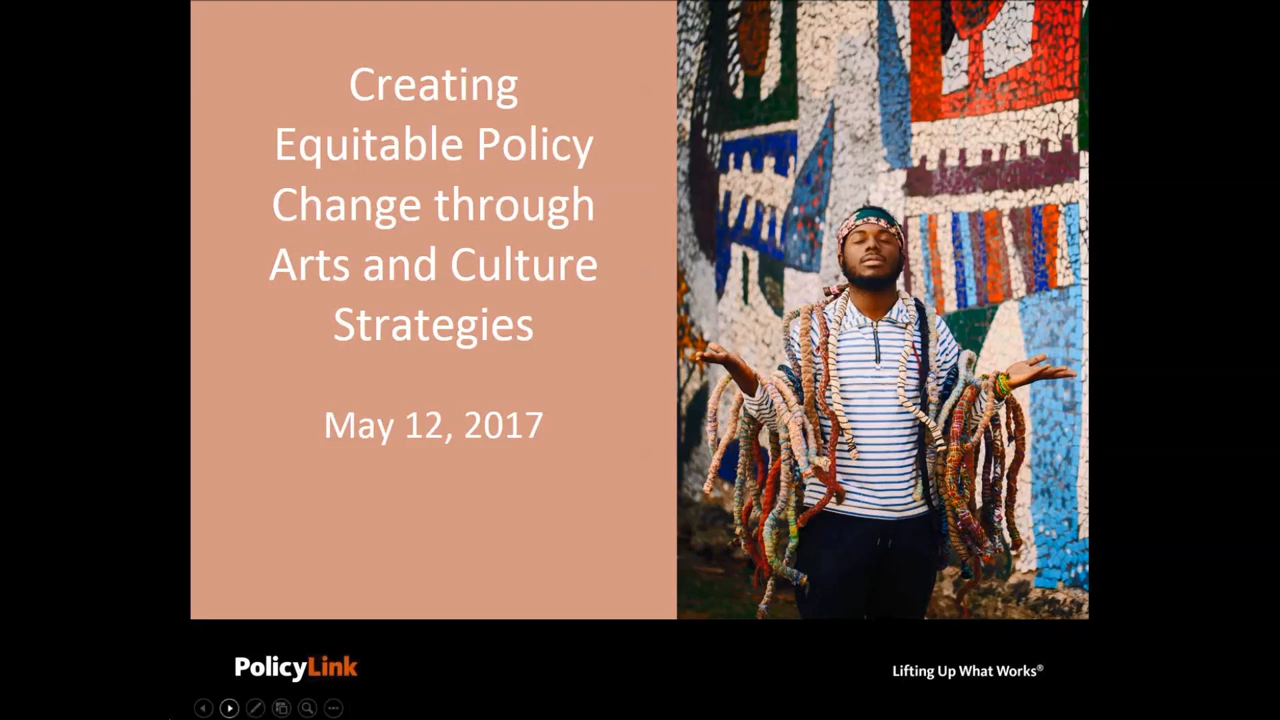 Creating
Equitable Policy
Change through
Arts and Culture
Strategies
May 12, 2017
PolicyLink
Lifting Up What Works®